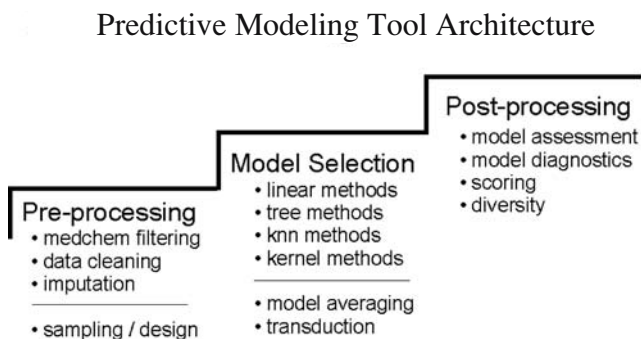 Predictive Modeling Tool Architecture
Pre-processing
• medchem filtering
• data cleaning
• imputation
• sampling / design
Model Selection
• linear methods
• tree methods
• knn methods
• kernel methods
• model averaging
• transduction
Post-processing
• model assessment
• model diagnostics
• scoring
• diversity